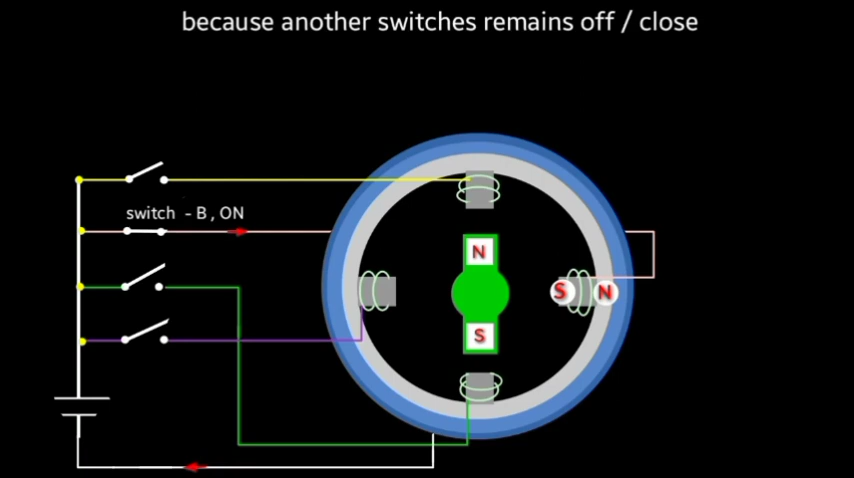 because another switches remains off / close
switch - B , ON
N
S N
S